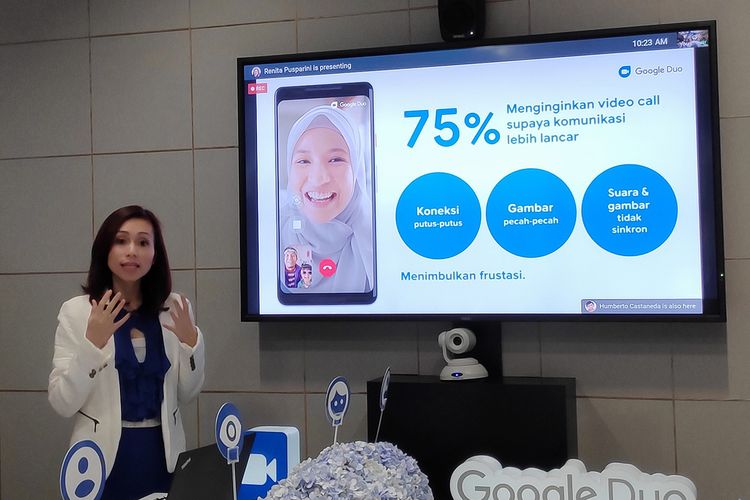 10:23 AM
Renita Pusparini is presenting
REC
Google Duo
Google Duo
75%
Menginginkan video call
supaya komunikasi
lebih lancar
Koneksi
putus-putus
Gambar
pecah-pecah
Suara &
gambar
tidak
sinkron
Menimbulkan frustasi.
Humberto Castaneda is also here
Google Duo